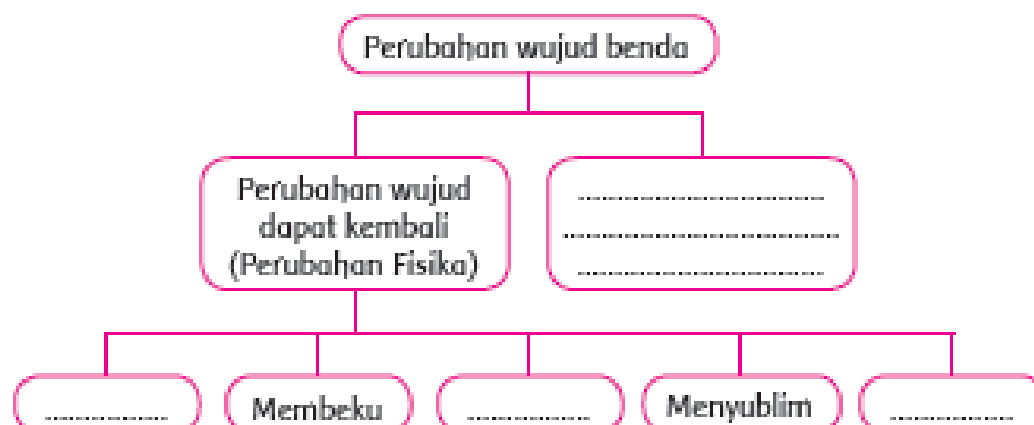 Perubahan wujud benda
Perubahan wujud
dapat kembali
(Perubahan Fisika)
..............................
..............................
..............................
...............
Membeku
...............
Menyublim
...............